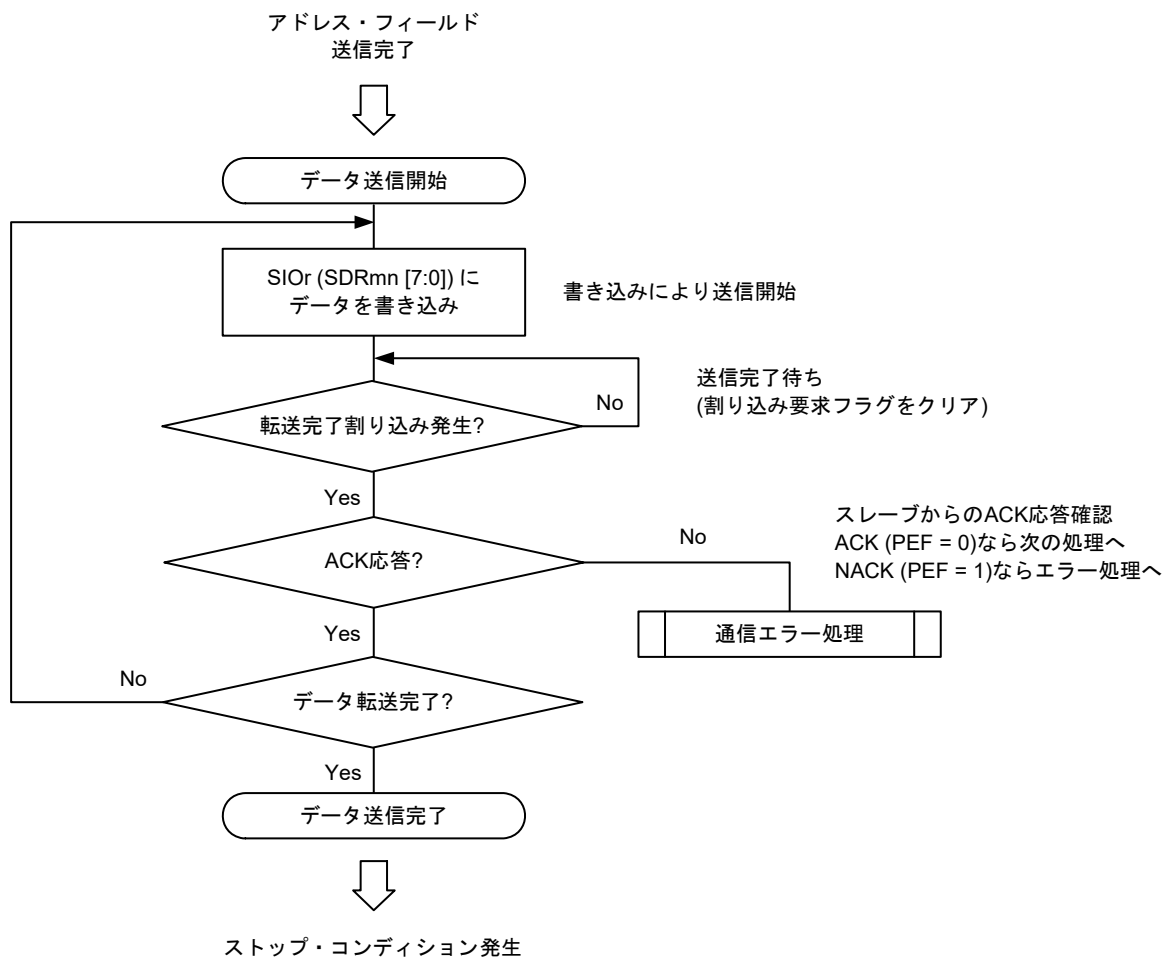 アドレス・フィールド
送信完了
データ送信開始
SIOr (SDRmn [7:0]) に
データを書き込み
書き込みにより送信開始
送信完了待ち
(割り込み要求フラグをクリア)
No
転送完了割り込み発生?
Yes
スレーブからのACK応答確認
ACK (PEF = 0)なら次の処理へ
NACK (PEF = 1)ならエラー処理へ
No
ACK応答?
通信エラー処理
Yes
No
データ転送完了?
Yes
データ送信完了
ストップ・コンディション発生